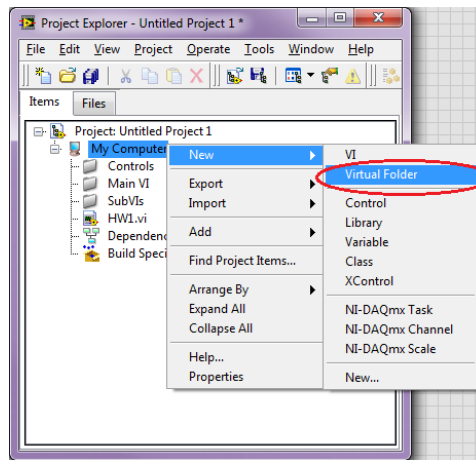 Project Explorer - Untitled Project 1 *
File Edit View Project Operate Tools Window Help
Items Files
Project: Untitled Project 1
My Computer
Controls
Main VI
SubVIs
HW1.vi
Build
New
Export
Import
Add
Find Project Items...
Arrange By
Expand All
Collapse All
Help...
Properties
VI
Virtual Folder
Control
Library
Variable
Class
XControl
NI-DAQmx Task
NI-DAQmx Channel
NI-DAQmx Scale
New...